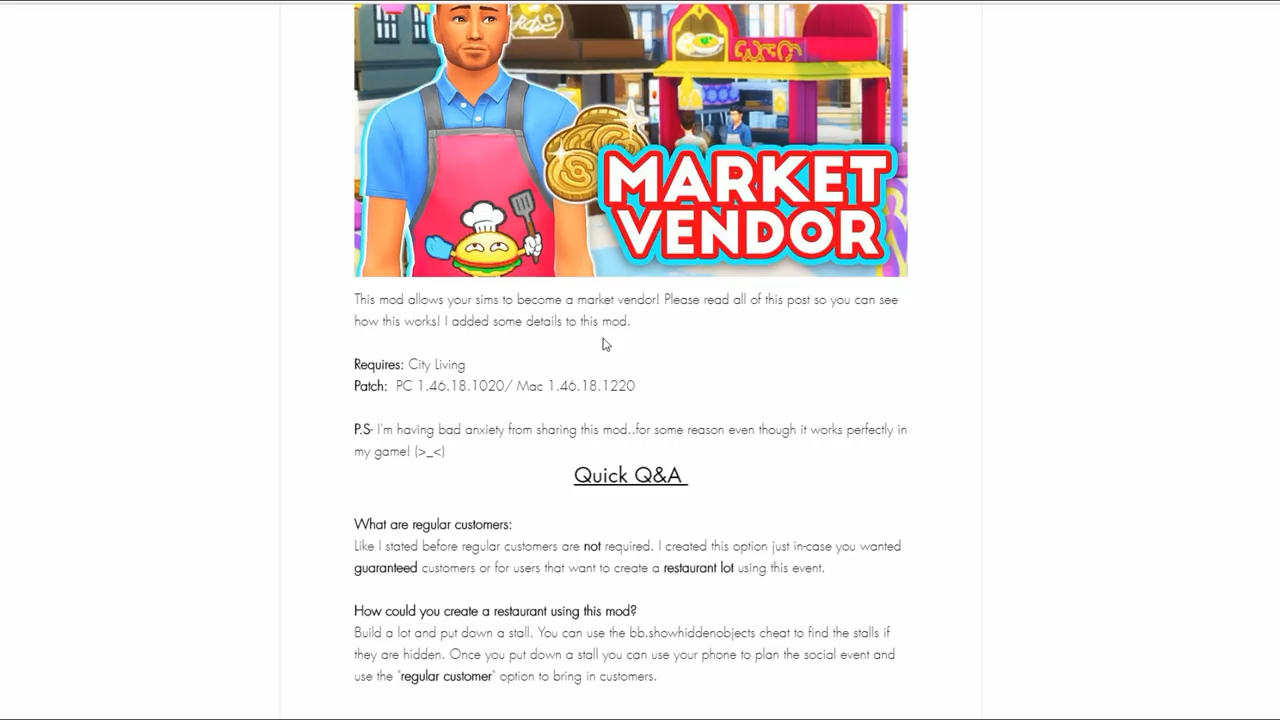 MARKET
VENDOR
This mod allows your sims to become a market vendor! Please read all of this post so you can see
how this works! I added some details to this mod.
Requires: City Living
Patch: PC 1.46.18.1020/ Mac 1.46.18.1220
P.S- I'm having bad anxiety from sharing this mod..for some reason even though it works perfectly in
my game! (>_<)
Quick Q&A
What are regular customers:
Like I stated before regular customers are not required. I created this option just in-case you wanted
guaranteed customers or for users that want to create a restaurant lot using this event.
How could you create a restaurant using this mod?
Build a lot and put down a stall. You can use the bb.showhiddenobjects cheat to find the stalls if
they are hidden. Once you put down a stall you can use your phone to plan the social event and
use the "regular customer" option to bring in customers.